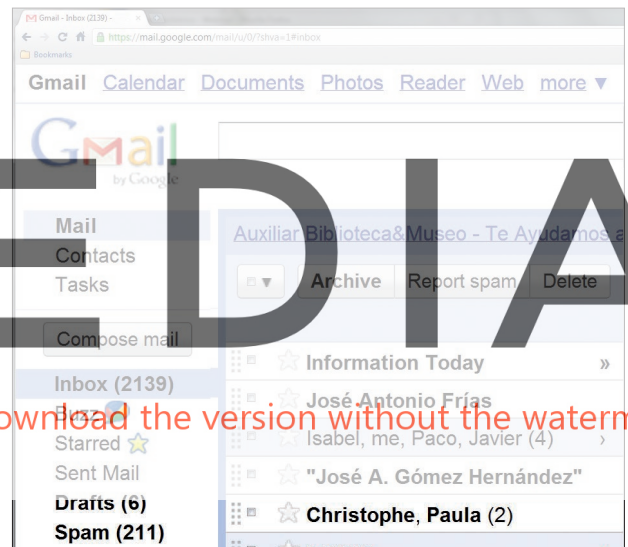 Gmail - Inbox (2139) -
https://mail.google.com/mail/u/0/?shva=1#inbox
Bookmarks
Gmail Calendar Documents Photos Reader Web more ▼
Gmail
by Google
EDIA
Mail
Contacts
Tasks
Compose mail
Inbox (2139)
Buzz
Starred
Sent Mail
Drafts (6)
Spam (211)
Auxiliar Biblioteca&Museo - Te Ayudamos a
Archive Report spam Delete
Information Today »
José Antonio Frías
ownload the version without the waterm
Isabel, me, Paco, Javier (4) ›
"José A. Gómez Hernández"
Christophe, Paula (2)